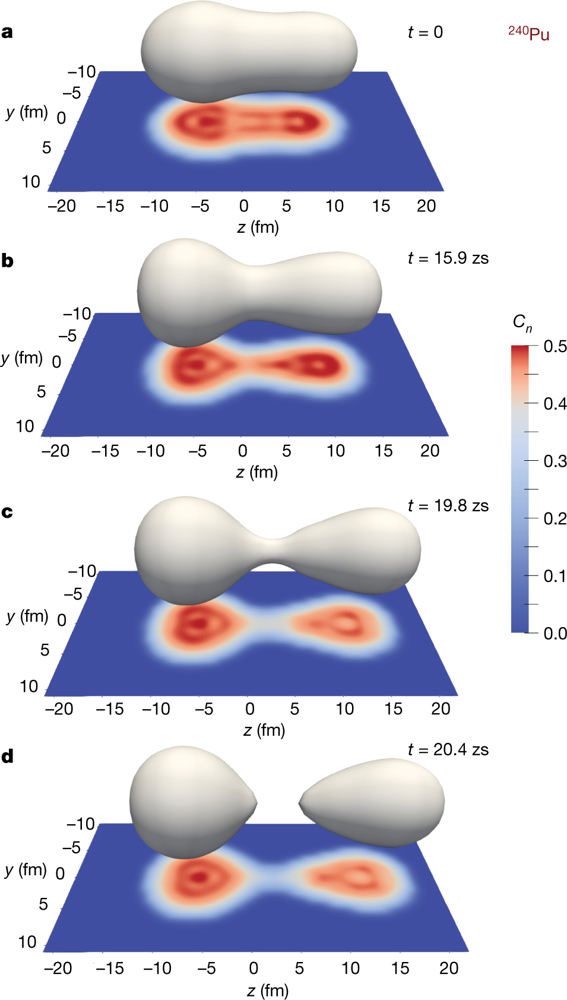 a
t = 0
²⁴⁰Pu
–10
–5
y (fm) 0
5
10
–20 –15 –10 –5 0 5 10 15 20
z (fm)
b
t = 15.9 zs
–10
–5
y (fm) 0
5
10
–20 –15 –10 –5 0 5 10 15 20
z (fm)
Cₙ
0.5
0.4
0.3
0.2
0.1
0.0
c
t = 19.8 zs
–10
–5
y (fm) 0
5
10
–20 –15 –10 –5 0 5 10 15 20
z (fm)
d
t = 20.4 zs
–10
–5
y (fm) 0
5
10
–20 –15 –10 –5 0 5 10 15 20
z (fm)